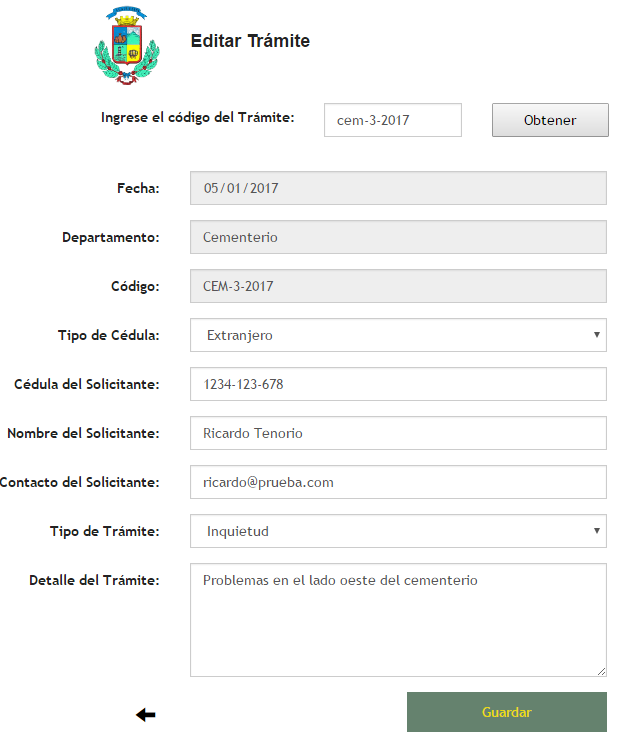 Editar Trámite
Ingrese el código del Trámite: cem-3-2017 Obtener
Fecha: 05/01/2017
Departamento: Cementerio
Código: CEM-3-2017
Tipo de Cédula: Extranjero
Cédula del Solicitante: 1234-123-678
Nombre del Solicitante: Ricardo Tenorio
Contacto del Solicitante: ricardo@prueba.com
Tipo de Trámite: Inquietud
Detalle del Trámite: Problemas en el lado oeste del cementerio
Guardar